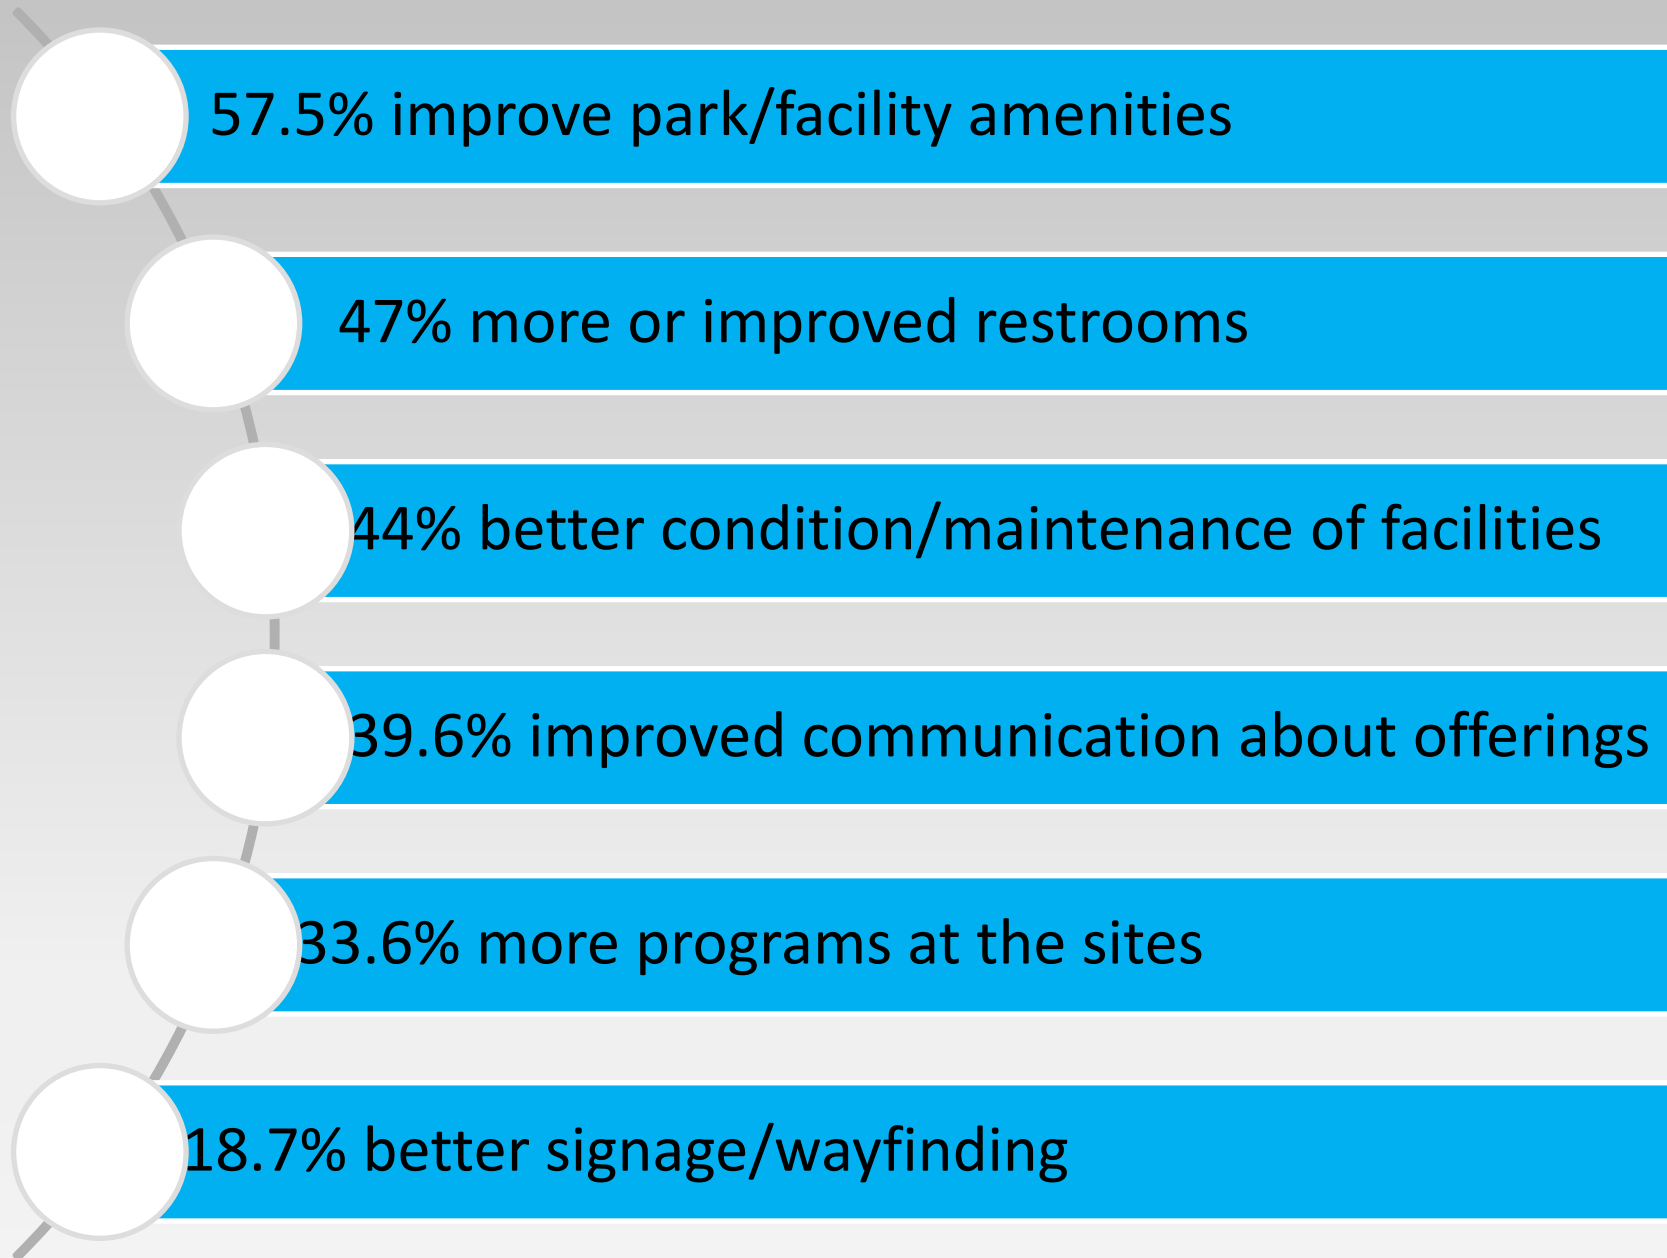 57.5% improve park/facility amenities
47% more or improved restrooms
44% better condition/maintenance of facilities
39.6% improved communication about offerings
33.6% more programs at the sites
18.7% better signage/wayfinding